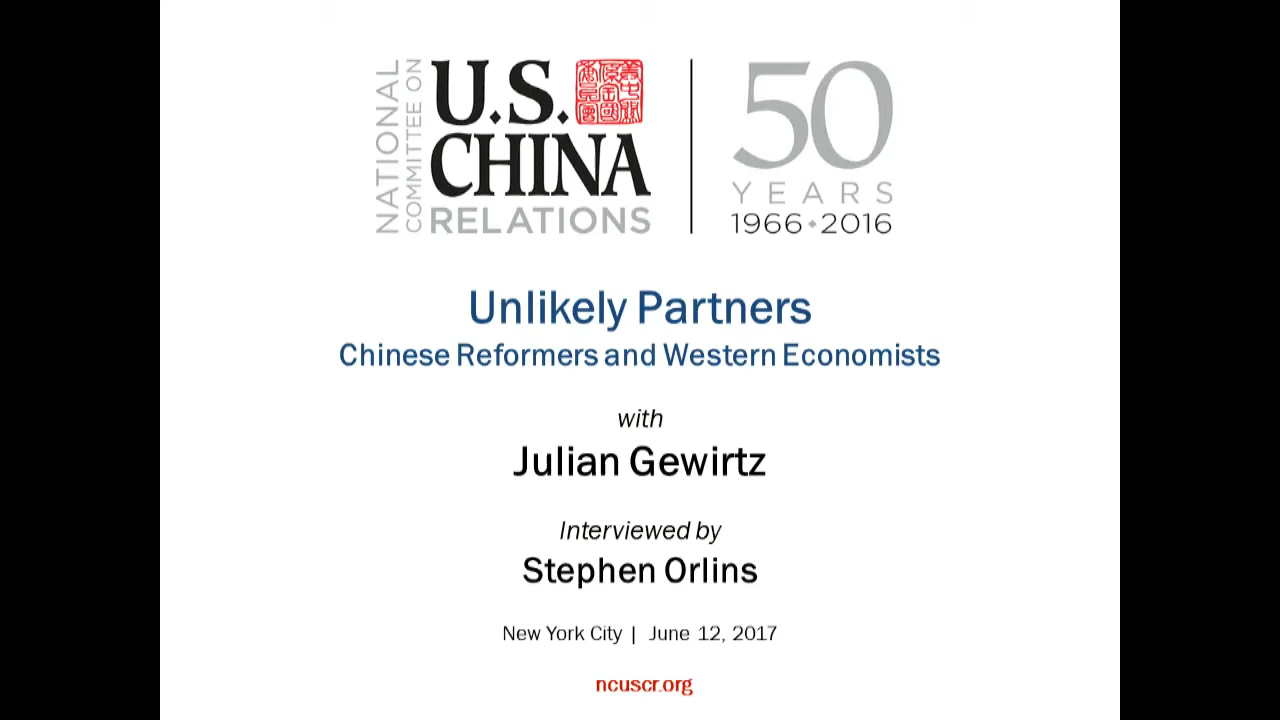 NATIONAL
COMMITTEE ON
U.S.
CHINA
RELATIONS
50
YEARS
1966•2016
Unlikely Partners
Chinese Reformers and Western Economists
with
Julian Gewirtz
Interviewed by
Stephen Orlins
New York City | June 12, 2017
ncuscr.org